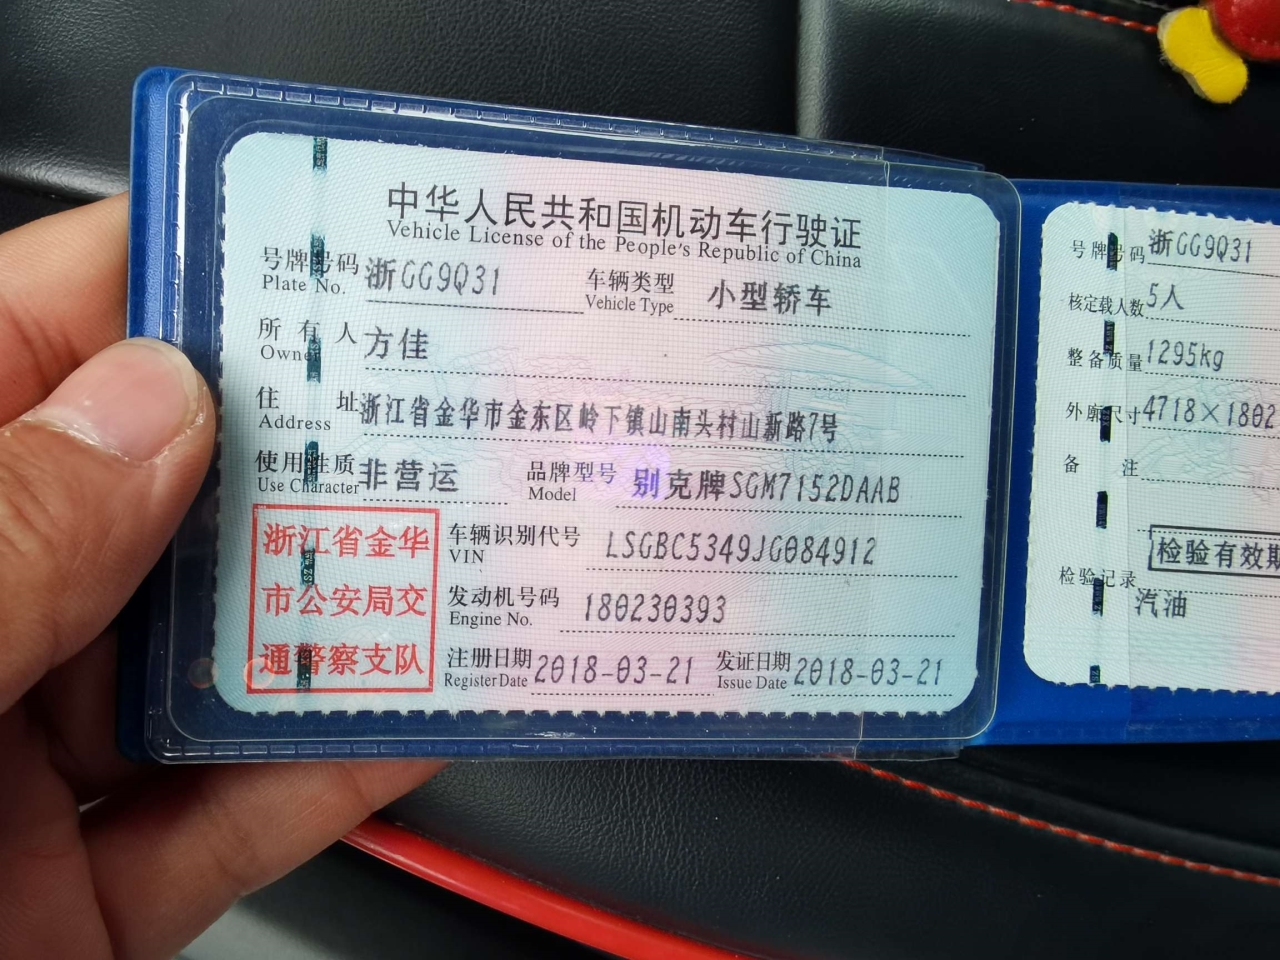 中华人民共和国机动车行驶证
Vehicle License of the People's Republic of China
号牌号码 浙GG9Q31 车辆类型 小型轿车
Plate No. Vehicle Type
所有人 方佳
Owner
住址 浙江省金华市金东区岭下镇山南头村山新路7号
Address
使用性质 非营运 品牌型号 别克牌SGM7152DAAB
Use Character Model
浙江省金华
市公安局交
通警察支队
车辆识别代号 LSGBC5349JG084912
VIN
发动机号码 180230393
Engine No.
注册日期 2018-03-21 发证日期 2018-03-21
Register Date Issue Date
号牌号码 浙GG9Q31
核定载人数 5人
整备质量 1295kg
外廓尺寸 4718×1802
备注
检验有效期
检验记录
汽油